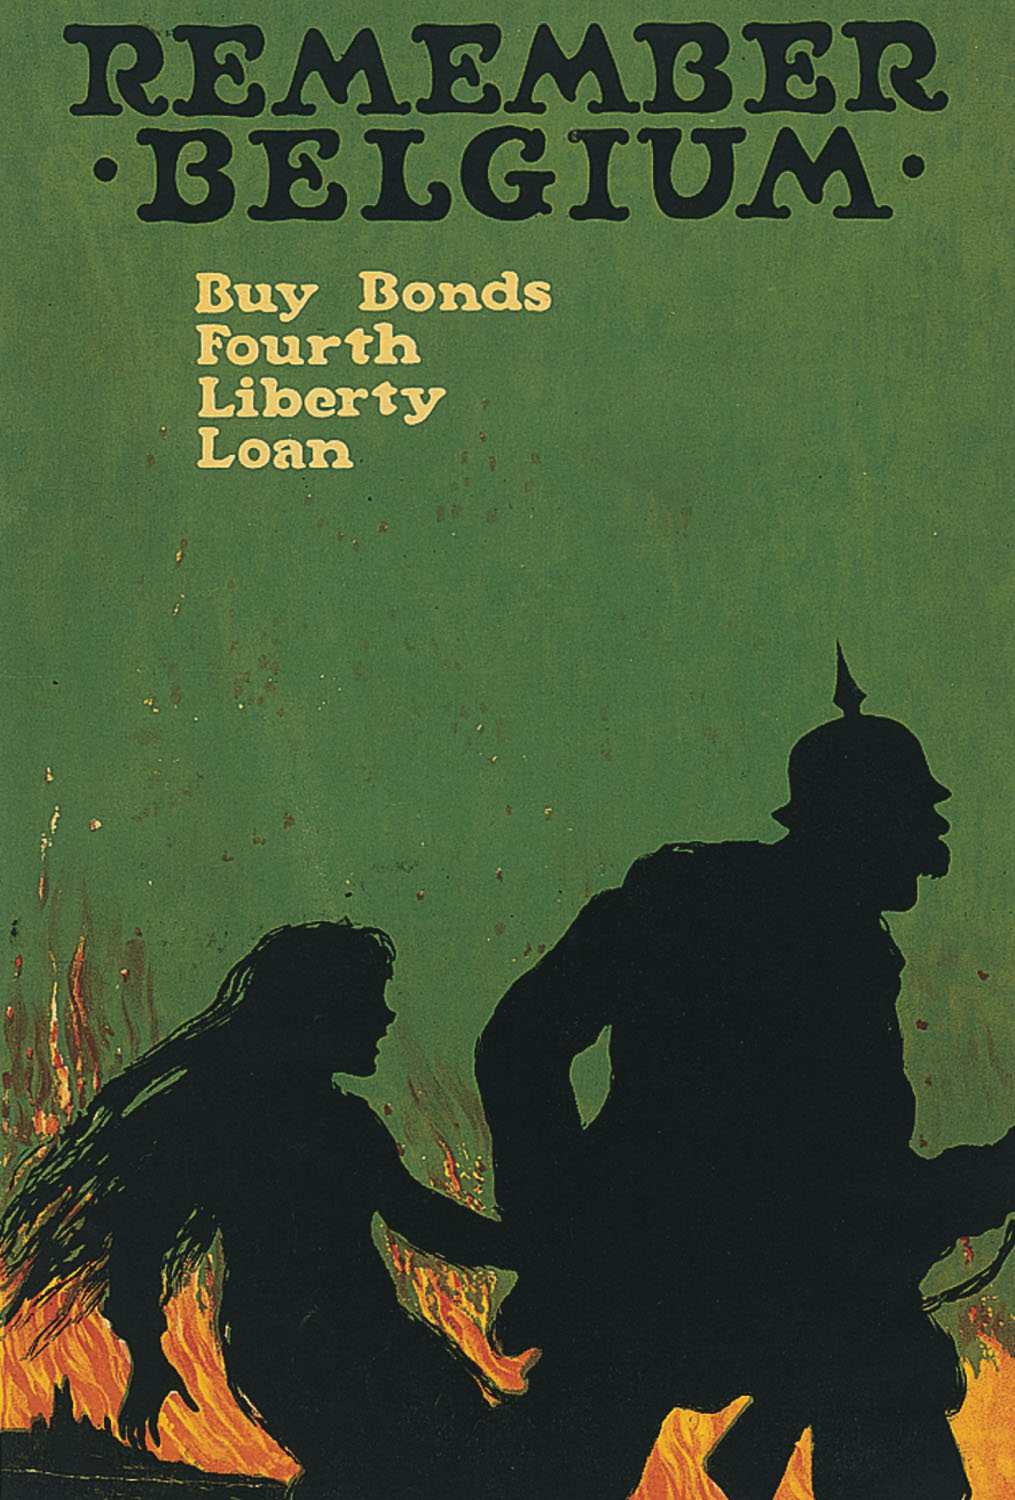 REMEMBER
·BELGIUM·
Buy Bonds
Fourth
Liberty
Loan